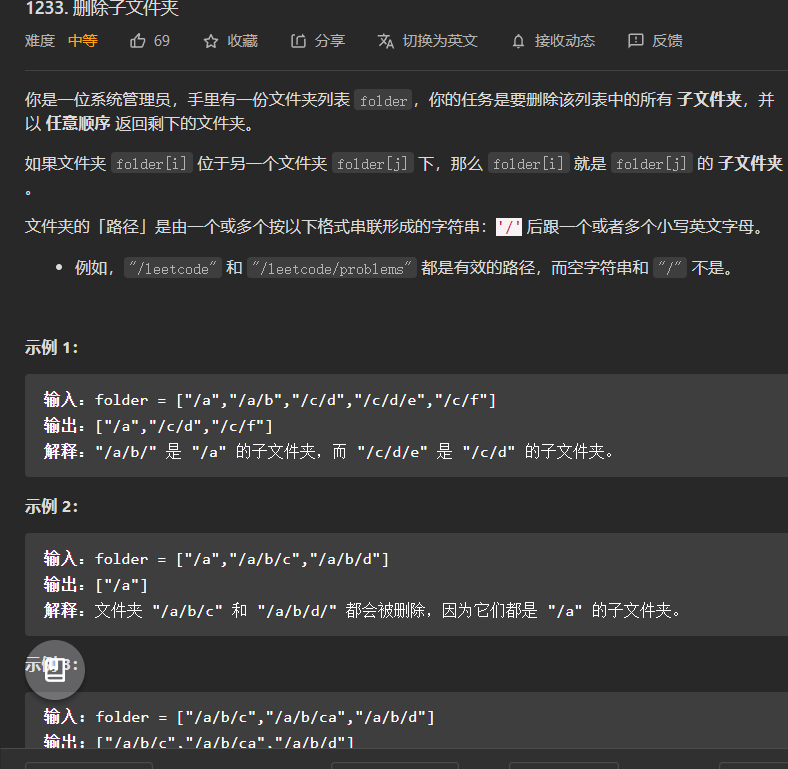 1233. 删除子文件夹
难度 中等 69 收藏 分享 切换为英文 接收动态 反馈
你是一位系统管理员，手里有一份文件夹列表 folder，你的任务是要删除该列表中的所有 子文件夹，并
以 任意顺序 返回剩下的文件夹。
如果文件夹 folder[i] 位于另一个文件夹 folder[j] 下，那么 folder[i] 就是 folder[j] 的 子文件夹
。
文件夹的「路径」是由一个或多个按以下格式串联形成的字符串：'/' 后跟一个或者多个小写英文字母。
• 例如，"/leetcode" 和 "/leetcode/problems" 都是有效的路径，而空字符串和 "/" 不是。
示例 1：
输入：folder = ["/a","/a/b","/c/d","/c/d/e","/c/f"]
输出：["/a","/c/d","/c/f"]
解释："/a/b/" 是 "/a" 的子文件夹，而 "/c/d/e" 是 "/c/d" 的子文件夹。
示例 2：
输入：folder = ["/a","/a/b/c","/a/b/d"]
输出：["/a"]
解释：文件夹 "/a/b/c" 和 "/a/b/d/" 都会被删除，因为它们都是 "/a" 的子文件夹。
示例 3：
输入：folder = ["/a/b/c","/a/b/ca","/a/b/d"]
输出：["/a/b/c","/a/b/ca","/a/b/d"]